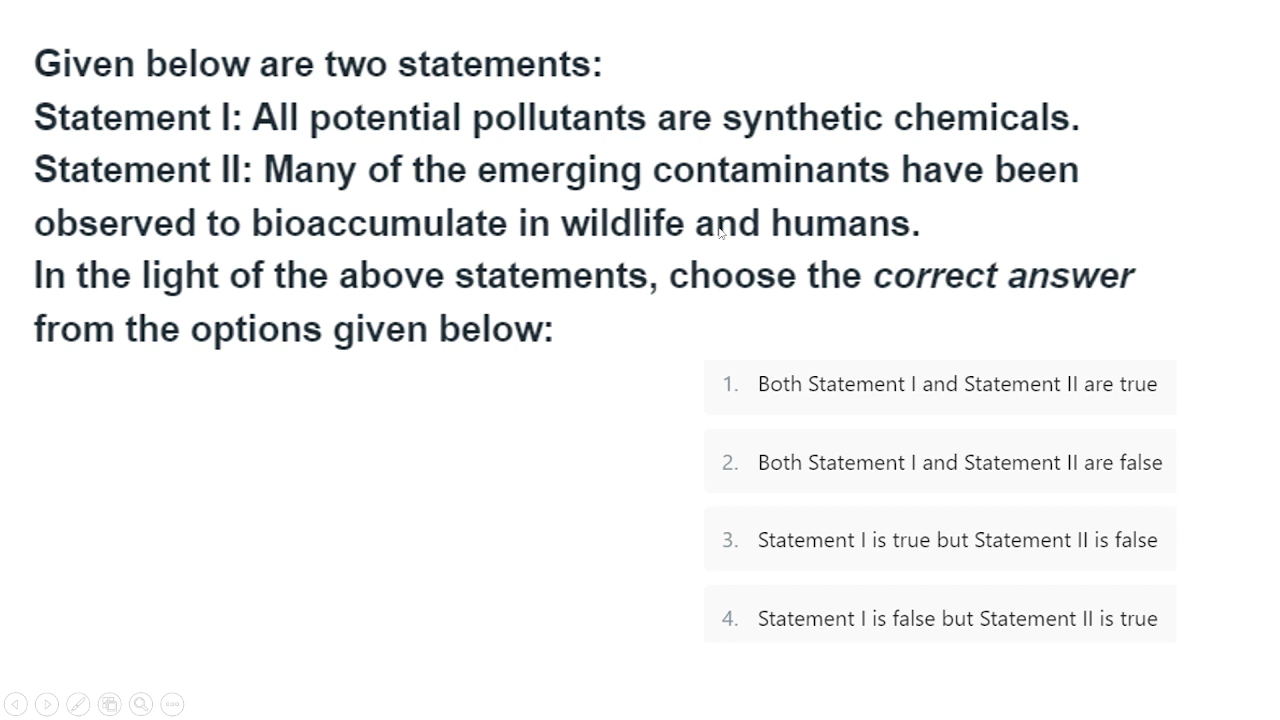 Given below are two statements:
Statement I: All potential pollutants are synthetic chemicals.
Statement II: Many of the emerging contaminants have been
observed to bioaccumulate in wildlife and humans.
In the light of the above statements, choose the correct answer
from the options given below:
1. Both Statement I and Statement II are true
2. Both Statement I and Statement II are false
3. Statement I is true but Statement II is false
4. Statement I is false but Statement II is true